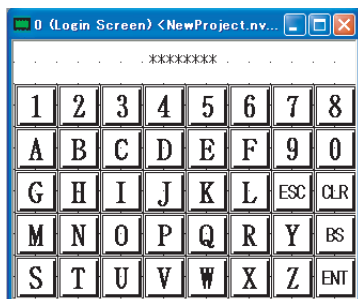 0 (Login Screen) <NewProject.nv...
********
1 2 3 4 5 6 7 8
A B C D E F 9 0
G H I J K L ESC CLR
M N O P Q R Y BS
S T U V W X Z ENT